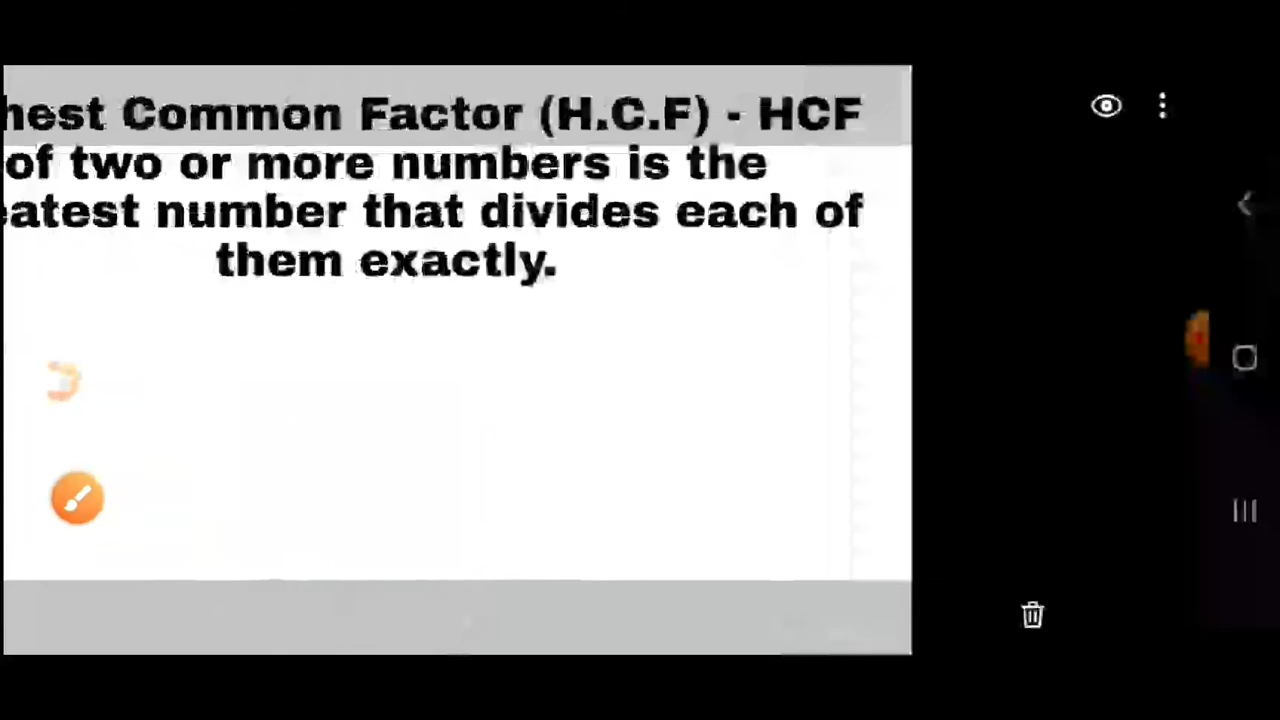 hest Common Factor (H.C.F) - HCF
of two or more numbers is the
eatest number that divides each of
them exactly.